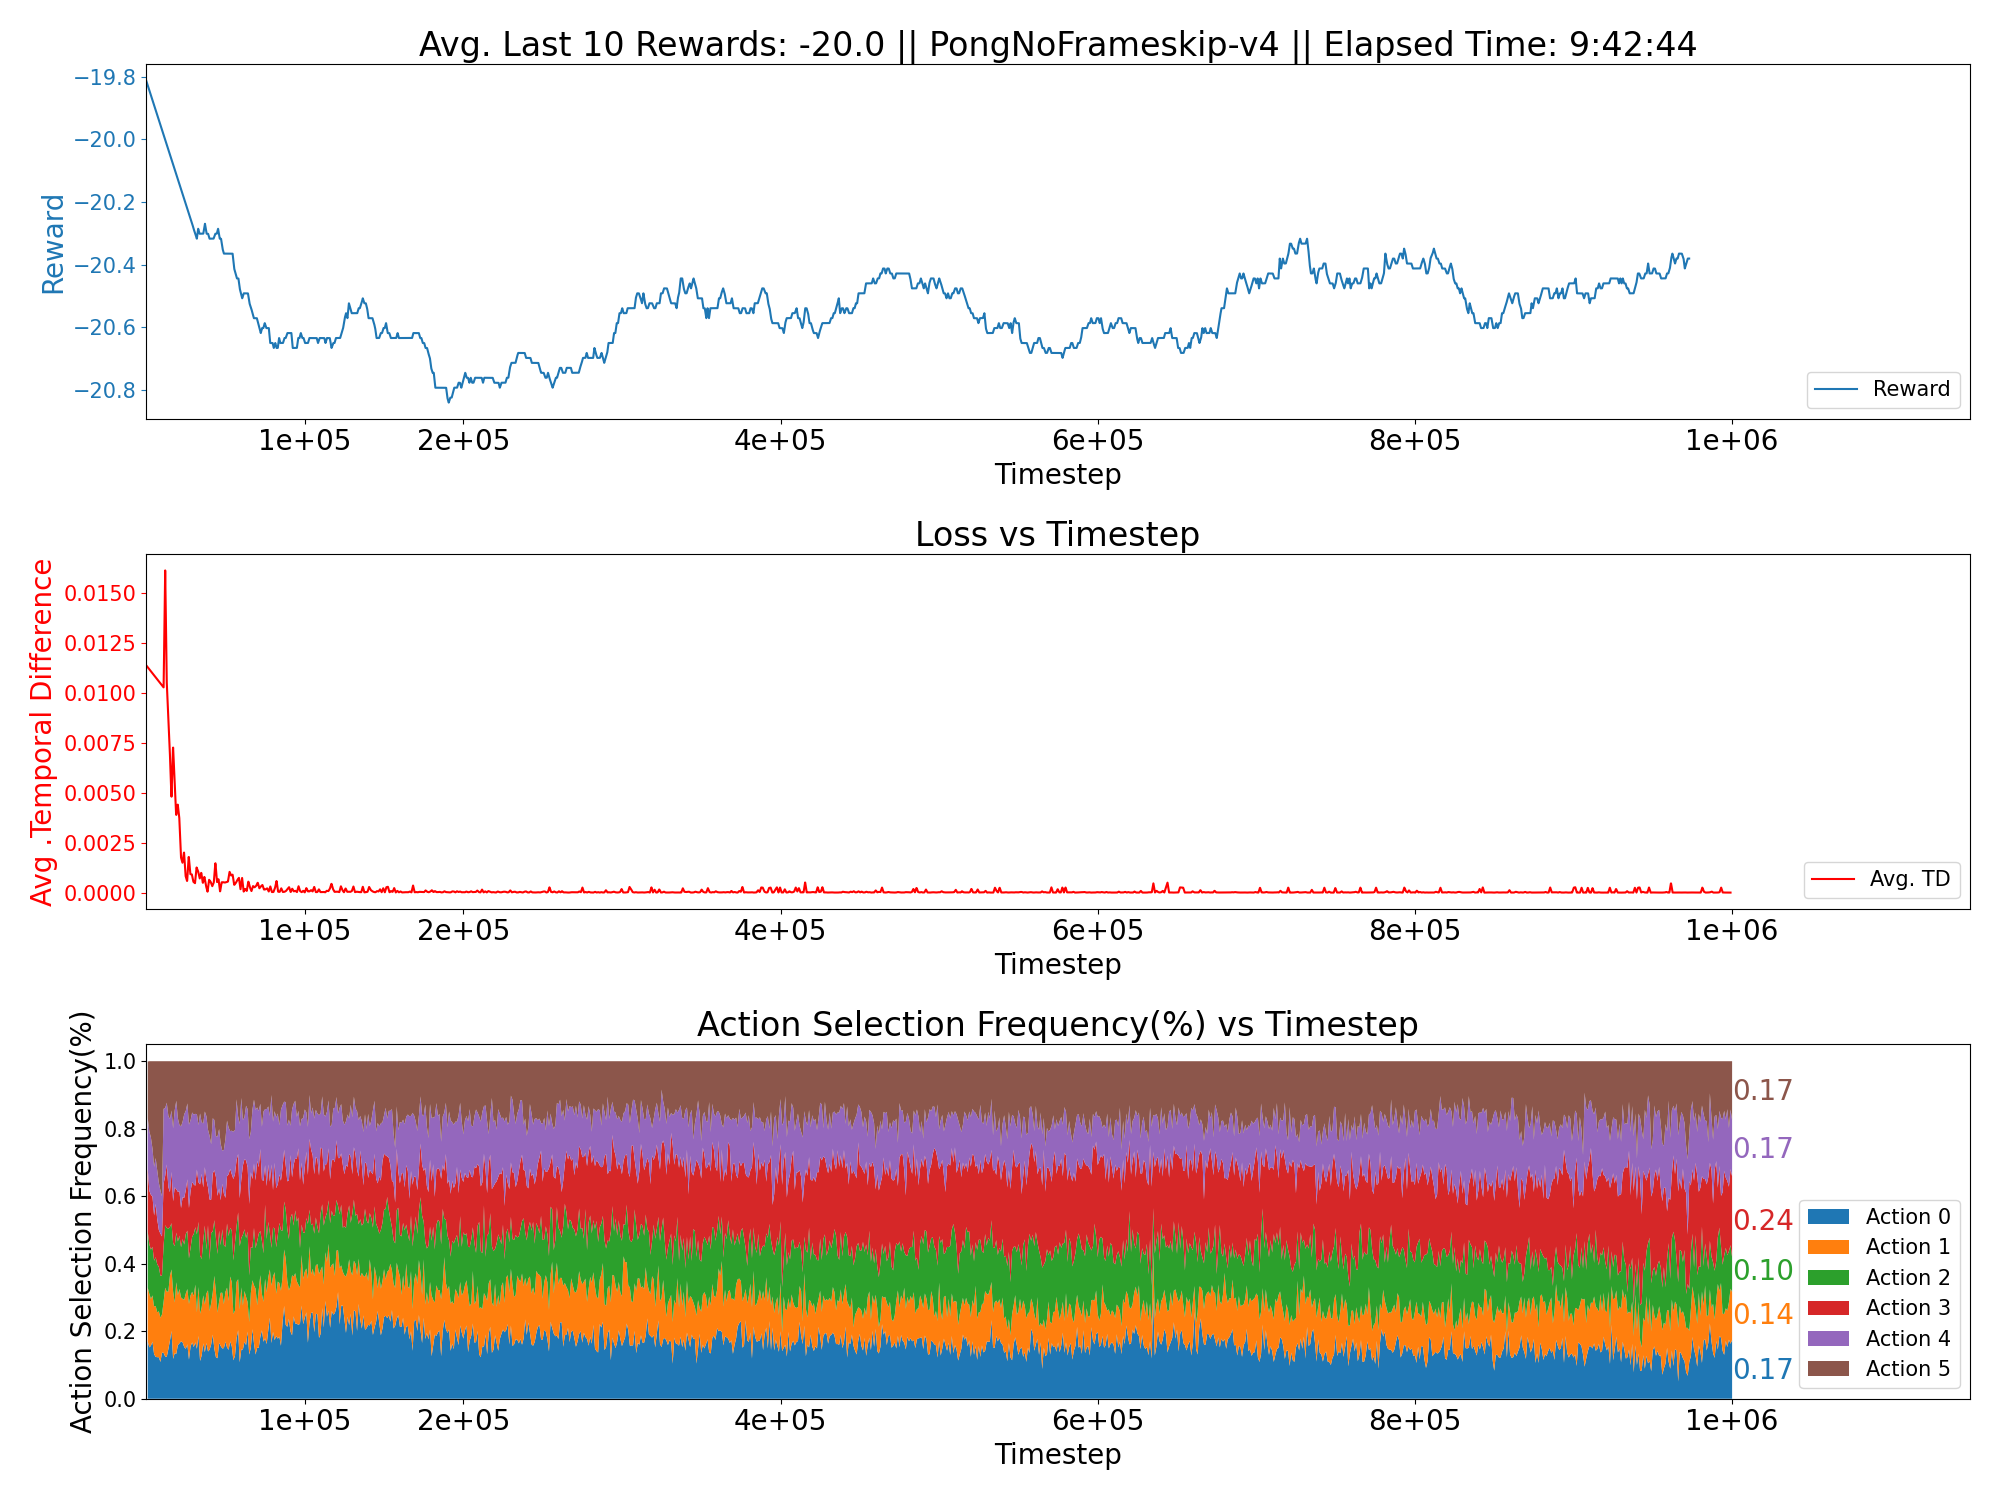 Avg. Last 10 Rewards: -20.0 || PongNoFrameskip-v4 || Elapsed Time: 9:42:44
Reward
−19.8
−20.0
−20.2
−20.4
−20.6
−20.8
Reward
1e+05 2e+05 4e+05 6e+05 8e+05 1e+06
Timestep
Loss vs Timestep
Avg .Temporal Difference
0.0150
0.0125
0.0100
0.0075
0.0050
0.0025
0.0000
Avg. TD
1e+05 2e+05 4e+05 6e+05 8e+05 1e+06
Timestep
Action Selection Frequency(%) vs Timestep
Action Selection Frequency(%)
1.0
0.8
0.6
0.4
0.2
0.0
0.17
0.17
0.24
0.10
0.14
0.17
Action 0
Action 1
Action 2
Action 3
Action 4
Action 5
1e+05 2e+05 4e+05 6e+05 8e+05 1e+06
Timestep